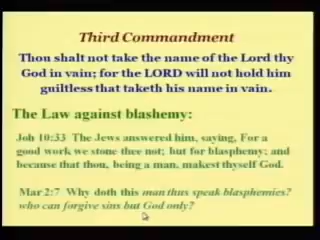 Third Commandment
Thou shalt not take the name of the Lord thy
God in vain; for the LORD will not hold him
guiltless that taketh his name in vain.
The Law against blashemy:
Joh 10:33 The Jews answered him, saying, For a
good work we stone thee not; but for blasphemy; and
because that thou, being a man, makest thyself God.
Mar 2:7 Why doth this man thus speak blasphemies?
who can forgive sins but God only?